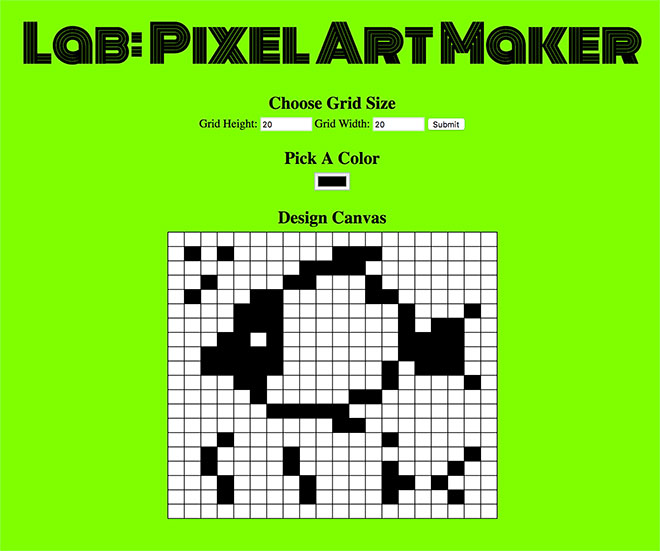 Lab: Pixel Art Maker
Choose Grid Size
Grid Height: 20 Grid Width: 20 Submit
Pick A Color
Design Canvas